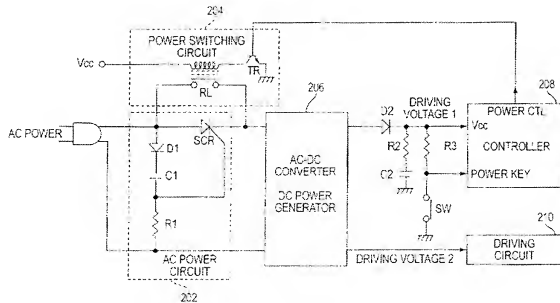 204
POWER SWITCHING
CIRCUIT
Vcc
TR
RL
206
208
AC POWER
SCR
D1
C1
R1
AC POWER
CIRCUIT
202
AC-DC
CONVERTER
DC POWER
GENERATOR
D2
DRIVING
VOLTAGE 1
R2
R3
C2
SW
POWER CTL
Vcc
CONTROLLER
POWER KEY
DRIVING VOLTAGE 2
210
DRIVING
CIRCUIT